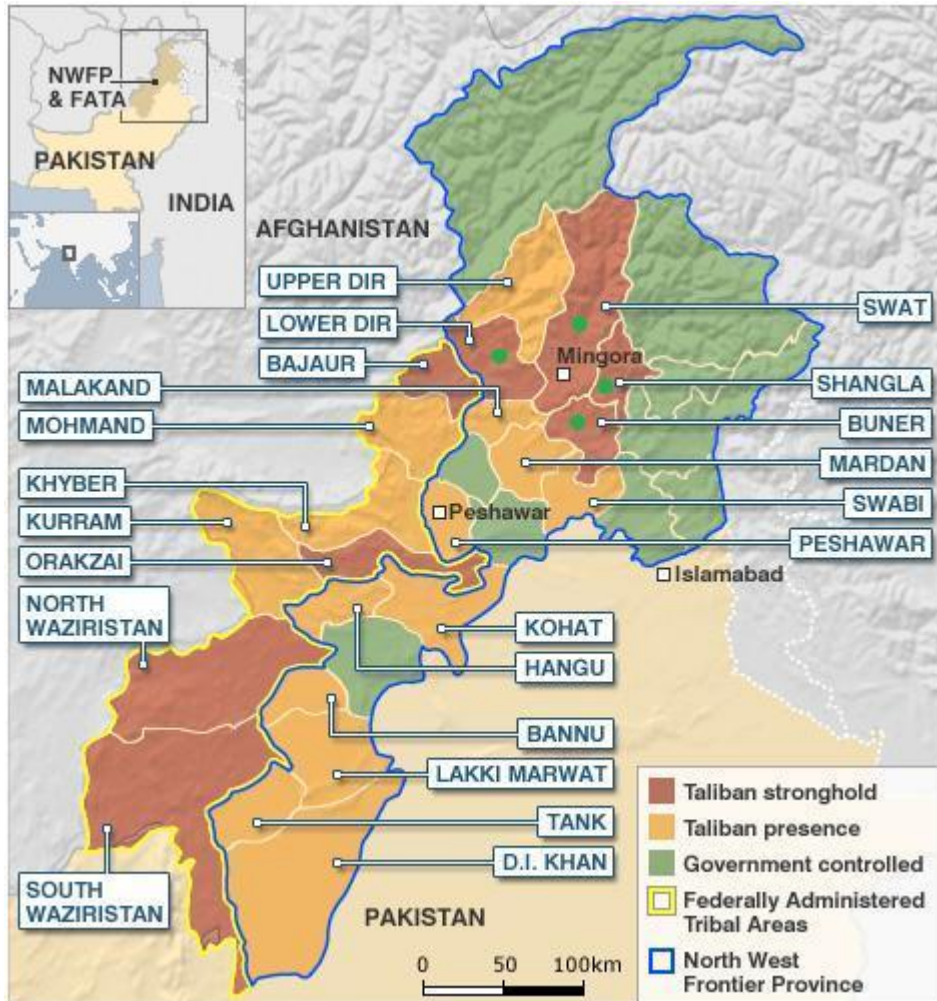 NWFP
& FATA
PAKISTAN
INDIA
AFGHANISTAN
UPPER DIR
LOWER DIR
BAJAUR
MALAKAND
MOHMAND
KHYBER
KURRAM
ORAKZAI
NORTH
WAZIRISTAN
SOUTH
WAZIRISTAN
SWAT
Mingora
SHANGLA
BUNER
MARDAN
SWABI
Peshawar
PESHAWAR
Islamabad
KOHAT
HANGU
BANNU
LAKKI MARWAT
TANK
D.I. KHAN
PAKISTAN
0 50 100km
Taliban stronghold
Taliban presence
Government controlled
Federally Administered
Tribal Areas
North West
Frontier Province